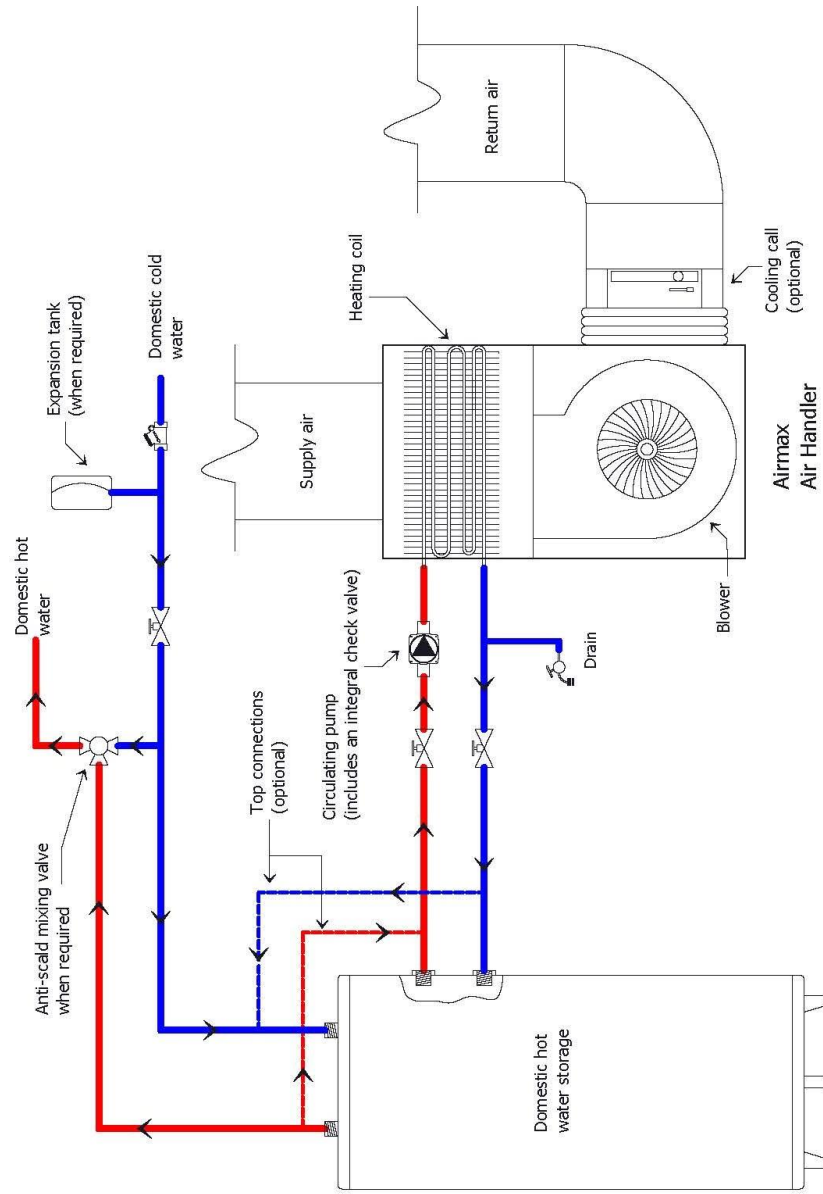 Domestic hot
water
Expansion tank
(when required)
Domestic cold
water
Anti-scald mixing valve
when required
Top connections
(optional)
Supply air
Return air
Heating coil
Circulating pump
(includes an integral check valve)
Drain
Blower
Cooling call
(optional)
Domestic hot
water storage
Airmax
Air Handler